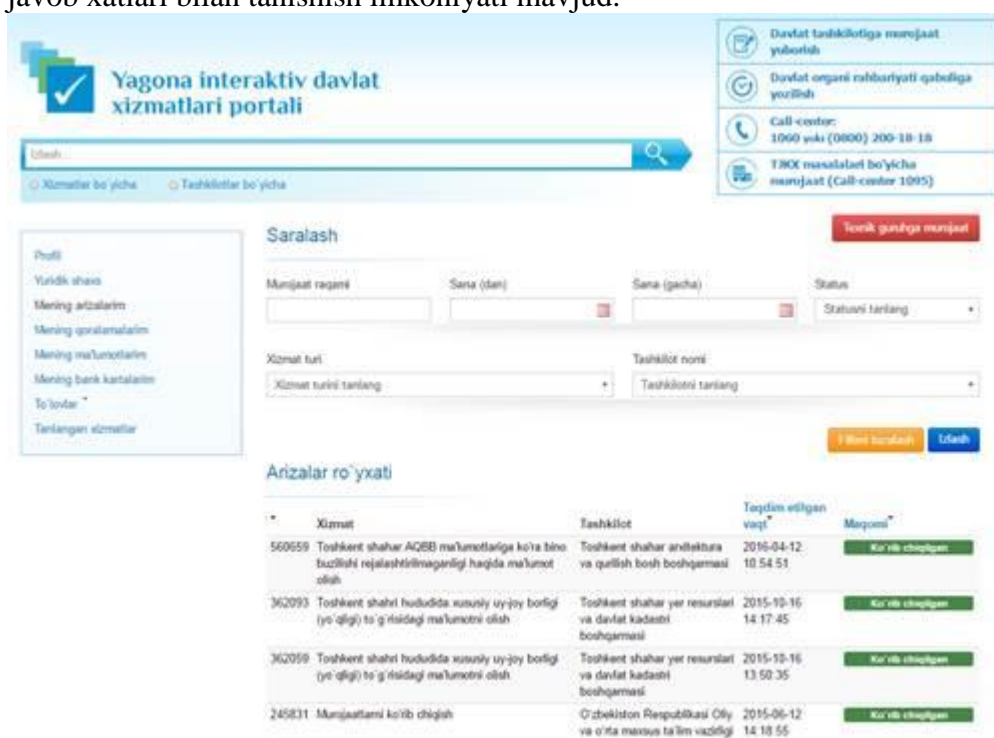 javob xatlari bilan tanishish imkoniyati mavjud.
Yagona interaktiv davlat
xizmatlari portali
Davlat tashkilotiga murojaat
yuborish
Davlat organi rahbariyati qabuliga
yozilish
Call-center:
1060 yoki (0800) 200-18-18
TJKX masalalari bo'yicha
murojaat (Call-center 1095)
Izlash...
Xizmatlar bo'yicha
Tashkilotlar bo'yicha
Texnik guruhga murojaat
Saralash
Profil
Yuridik shaxs
Mening arizalarim
Mening qoralamalarim
Mening ma'lumotlarim
Mening bank kartalarim
To'lovlar
Tanlangan xizmatlar
Murojaat raqami
Sana (dan)
Sana (gacha)
Status
Statusni tanlang
Xizmat turi
Tashkilot nomi
Xizmat turini tanlang
Tashkilotni tanlang
Filtrni tozalash
Izlash
Arizalar ro`yxati
Xizmat Tashkilot Taqdim etilgan vaqt Maqomi
560659 Toshkent shahar AQBB ma'lumotlariga ko'ra bino Toshkent shahar arxitektura 2016-04-12 Ko'rib chiqilgan
buzilishi rejalashtirilmaganligi haqida ma'lumot va qurilish bosh boshqarmasi 10:54:51
olish
362093 Toshkent shahri hududida xususiy uy-joy borligi Toshkent shahar yer resurslari 2015-10-16 Ko'rib chiqilgan
(yo`qligi) to`g`risidagi ma'lumotni olish va davlat kadastri 14:17:45
boshqarmasi
362059 Toshkent shahri hududida xususiy uy-joy borligi Toshkent shahar yer resurslari 2015-10-16 Ko'rib chiqilgan
(yo`qligi) to`g`risidagi ma'lumotni olish va davlat kadastri 13:50:35
boshqarmasi
245831 Murojaatlarni ko'rib chiqish O'zbekiston Respublikasi Oliy 2015-06-12 Ko'rib chiqilgan
va o'rta maxsus ta'lim vazirligi 14:18:55